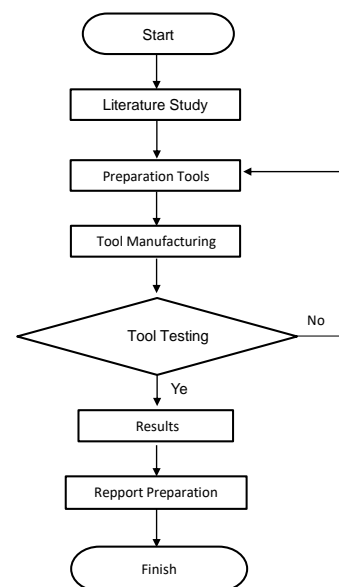 Start
Literature Study
Preparation Tools
Tool Manufacturing
Tool Testing
No
Ye
Results
Repport Preparation
Finish